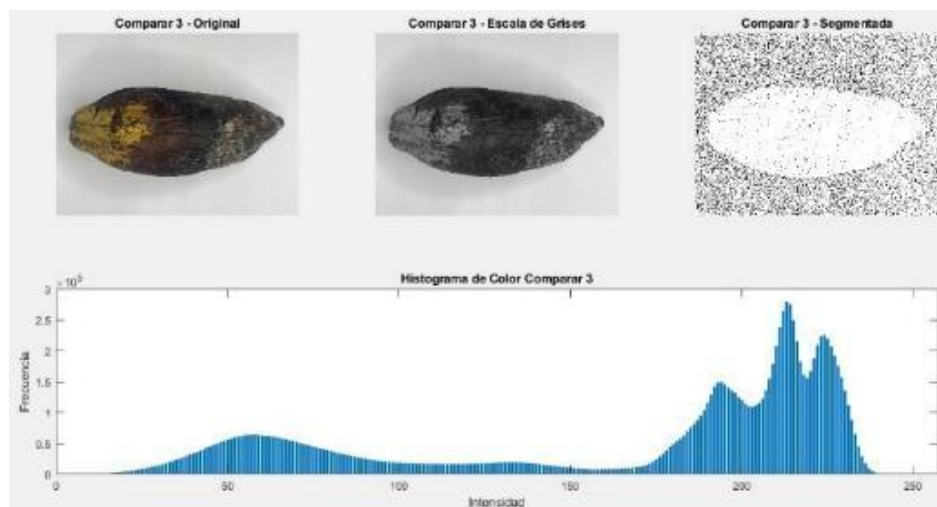 Comparar 3 - Original
Comparar 3 - Escala de Grises
Comparar 3 - Segmentada
Histograma de Color Comparar 3
3
2.5
2
1.5
1
0.5
0
Frecuencia
0 50 100 150 200 250
Intensidad